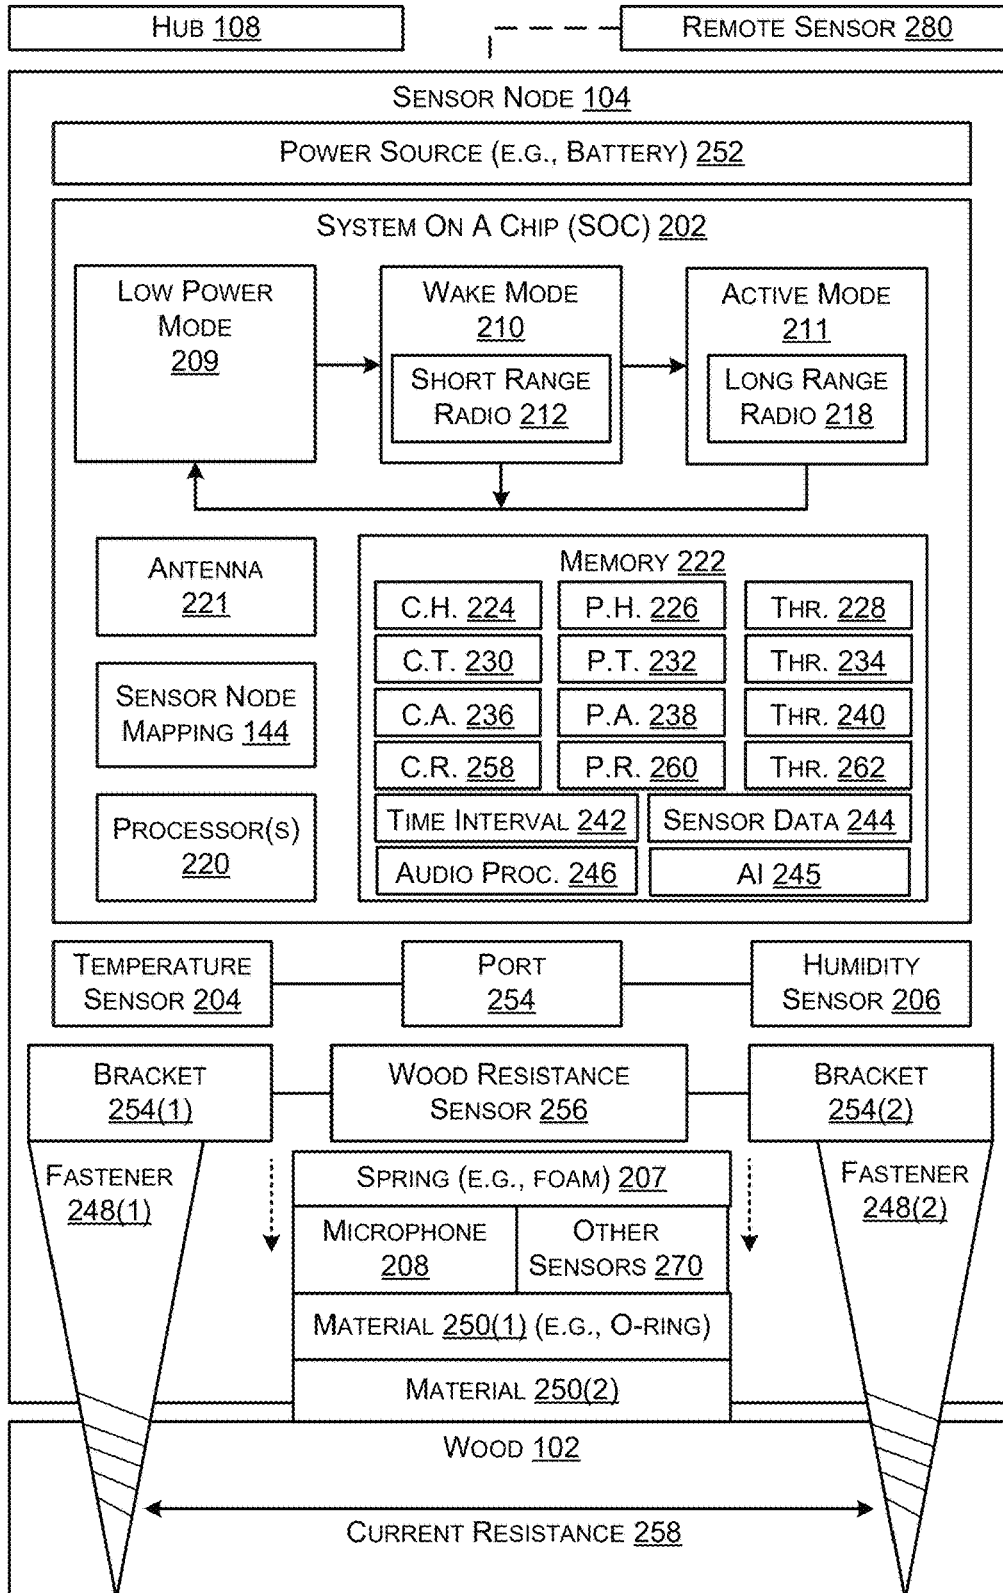 HUB 108
REMOTE SENSOR 280
SENSOR NODE 104
POWER SOURCE (E.G., BATTERY) 252
SYSTEM ON A CHIP (SOC) 202
LOW POWER
MODE
209
WAKE MODE
210
SHORT RANGE
RADIO 212
ACTIVE MODE
211
LONG RANGE
RADIO 218
ANTENNA
221
SENSOR NODE
MAPPING 144
PROCESSOR(S)
220
MEMORY 222
C.H. 224
P.H. 226
THR. 228
C.T. 230
P.T. 232
THR. 234
C.A. 236
P.A. 238
THR. 240
C.R. 258
P.R. 260
THR. 262
TIME INTERVAL 242
SENSOR DATA 244
AUDIO PROC. 246
AI 245
TEMPERATURE
SENSOR 204
PORT
254
HUMIDITY
SENSOR 206
BRACKET
254(1)
WOOD RESISTANCE
SENSOR 256
BRACKET
254(2)
FASTENER
248(1)
SPRING (E.G., FOAM) 207
FASTENER
248(2)
MICROPHONE
208
OTHER
SENSORS 270
MATERIAL 250(1) (E.G., O-RING)
MATERIAL 250(2)
WOOD 102
CURRENT RESISTANCE 258